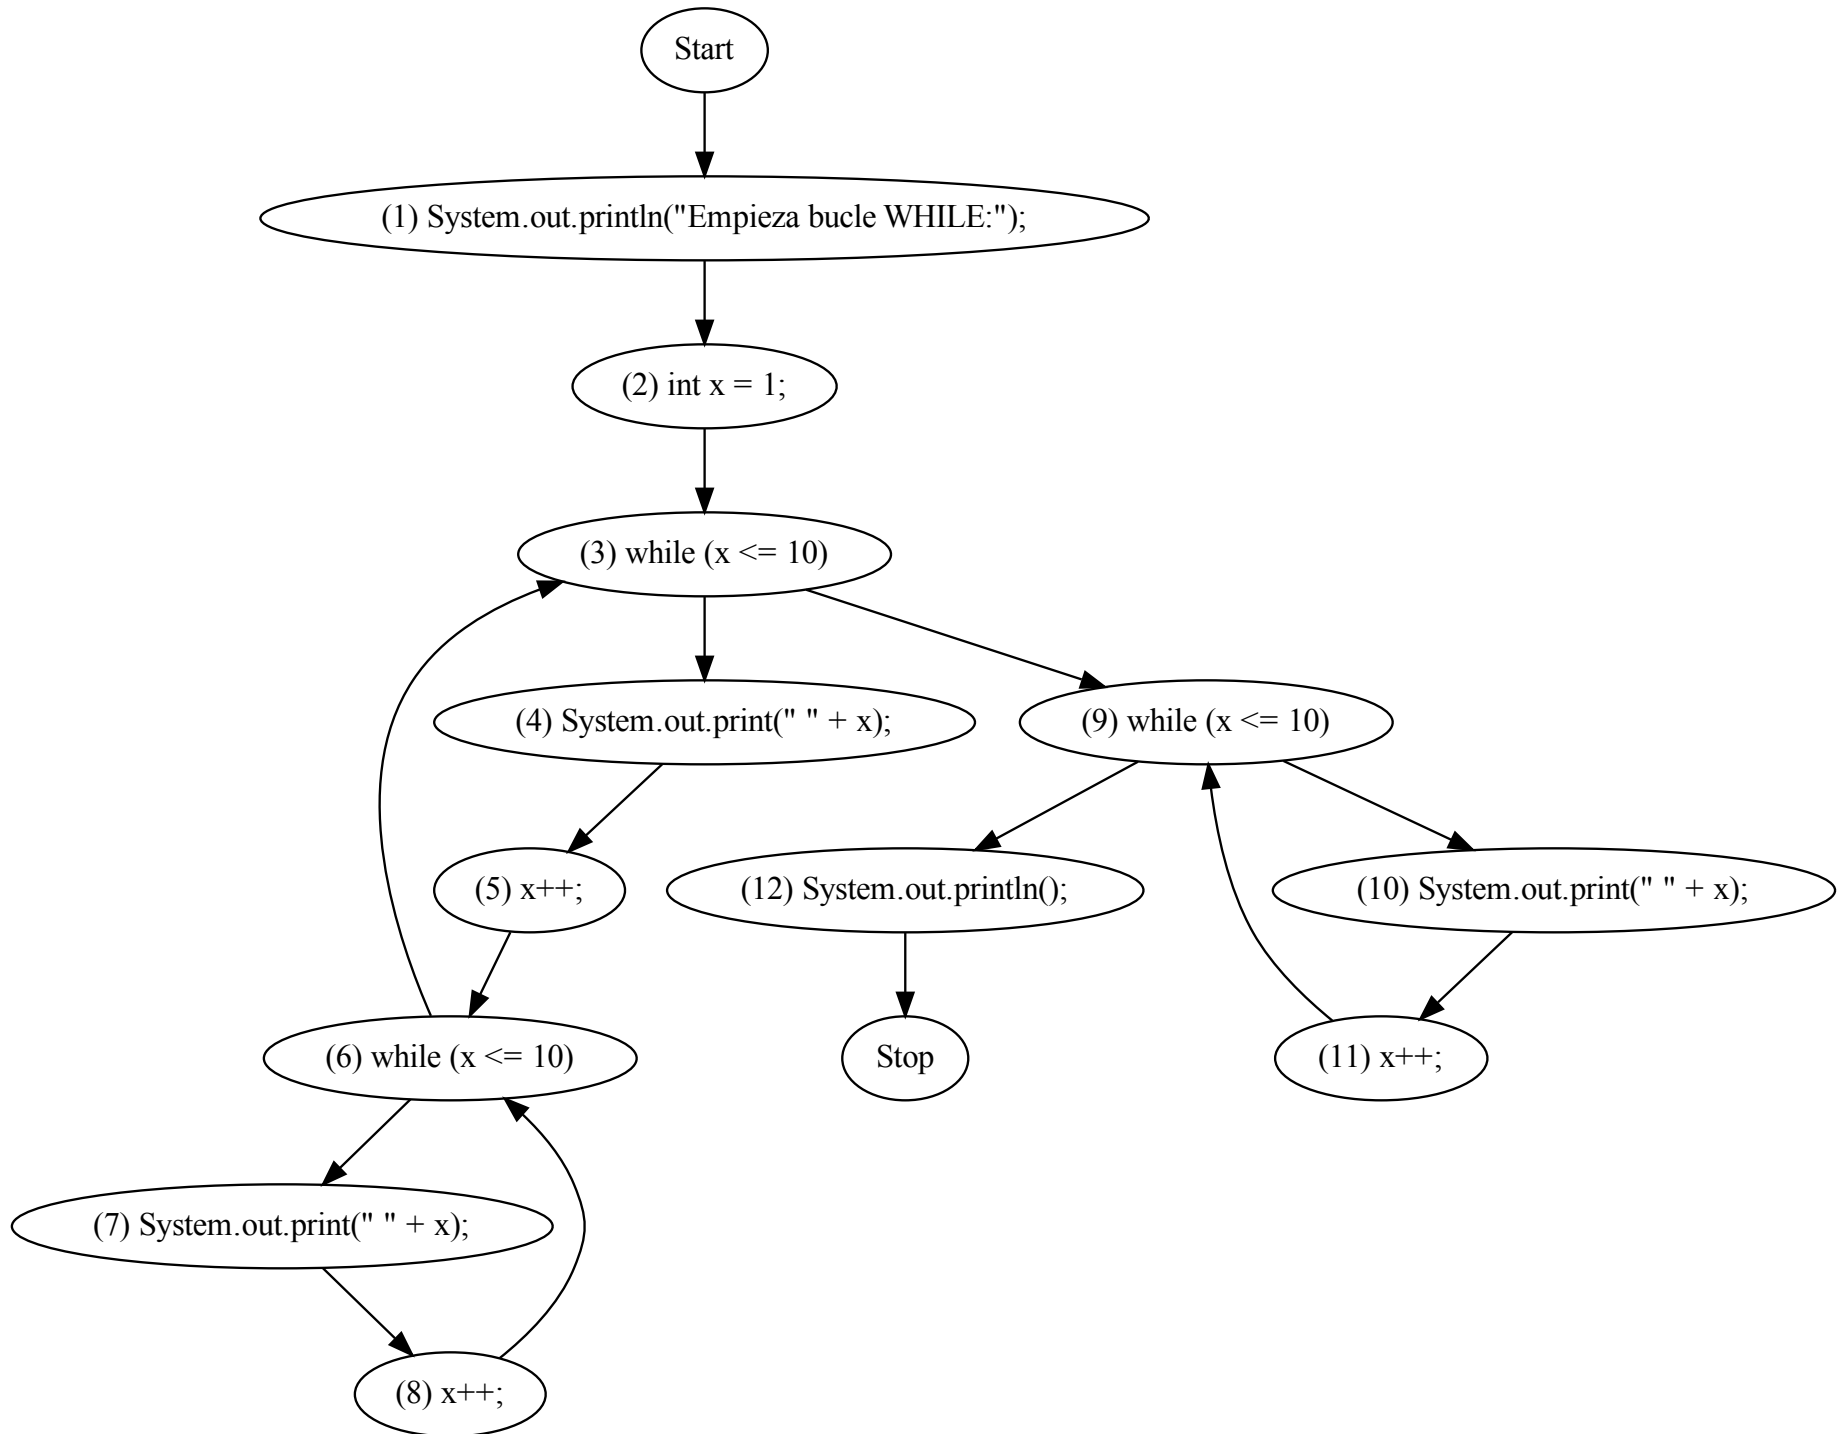 Start
(1) System.out.println("Empieza bucle WHILE:");
(2) int x = 1;
(3) while (x <= 10)
(4) System.out.print(" " + x);
(9) while (x <= 10)
(5) x++;
(12) System.out.println();
(10) System.out.print(" " + x);
(6) while (x <= 10)
Stop
(11) x++;
(7) System.out.print(" " + x);
(8) x++;